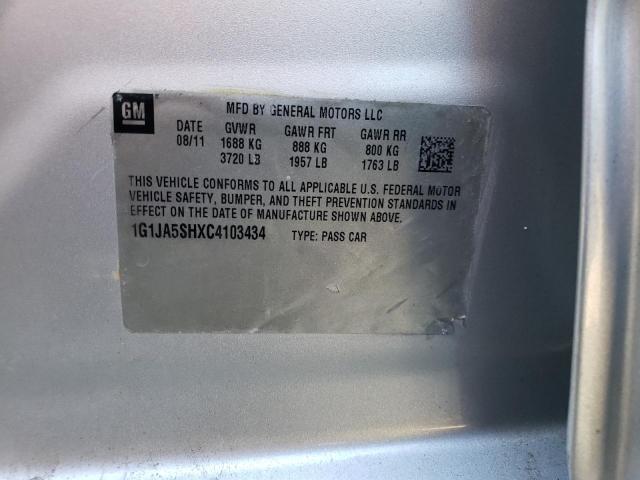 GM
MFD BY GENERAL MOTORS LLC
DATE GVWR GAWR FRT GAWR RR
08/11 1688 KG 888 KG 800 KG
3720 LB 1957 LB 1763 LB
THIS VEHICLE CONFORMS TO ALL APPLICABLE U.S. FEDERAL MOTOR
VEHICLE SAFETY, BUMPER, AND THEFT PREVENTION STANDARDS IN
EFFECT ON THE DATE OF MANUFACTURE SHOWN ABOVE.
1G1JA5SHXC4103434 TYPE: PASS CAR